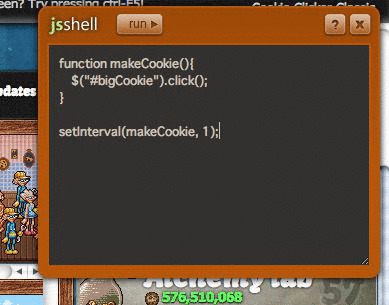 een? Try pressing ctrl-F5!
Cookie Clicker Classic
jsshell
run
?
x
function makeCookie(){
$("#bigCookie").click();
}
setInterval(makeCookie, 1);
pdates
Alchemy lab
576,510,068